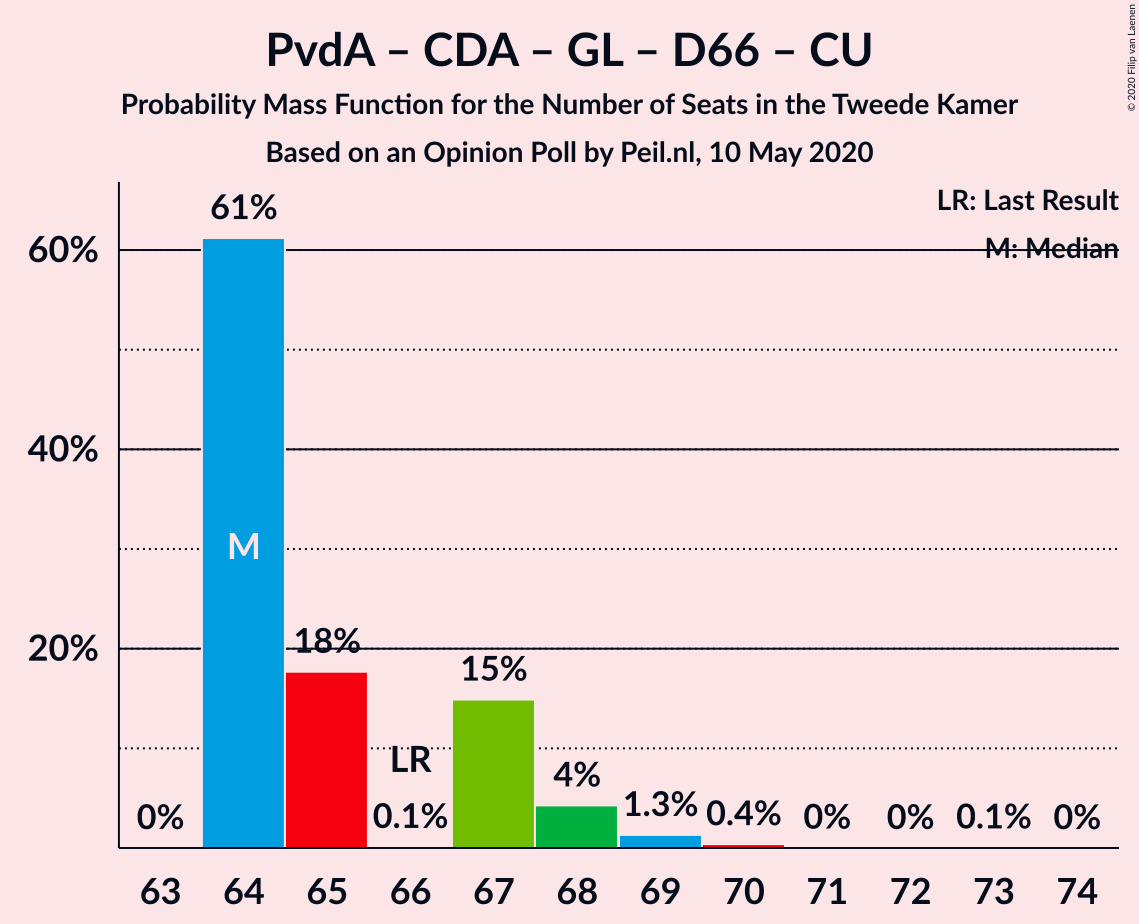 PvdA – CDA – GL – D66 – CU
Probability Mass Function for the Number of Seats in the Tweede Kamer
Based on an Opinion Poll by Peil.nl, 10 May 2020
© 2020 Filip van Laenen
LR: Last Result
M: Median
60%
40%
20%
0%
61%
M
18%
LR
0.1%
15%
4%
1.3%
0.4%
0%
0%
0.1%
0%
63 64 65 66 67 68 69 70 71 72 73 74